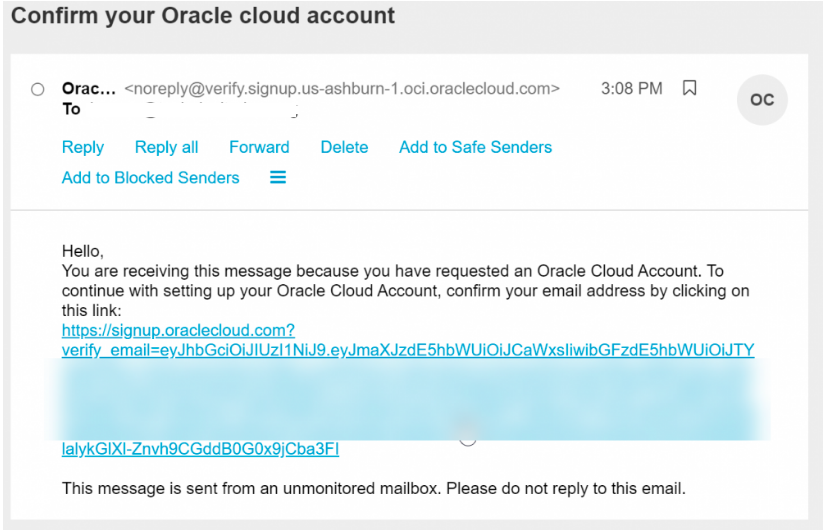 Confirm your Oracle cloud account
Orac... <noreply@verify.signup.us-ashburn-1.oci.oraclecloud.com> 3:08 PM
OC
To
Reply Reply all Forward Delete Add to Safe Senders
Add to Blocked Senders
Hello,
You are receiving this message because you have requested an Oracle Cloud Account. To
continue with setting up your Oracle Cloud Account, confirm your email address by clicking on
this link:
https://signup.oraclecloud.com?
verify_email=eyJhbGciOiJIUzI1NiJ9.eyJmaXJzdE5hbWUiOiJCaWxsIiwibGFzdE5hbWUiOiJTY
lalykGlXl-Znvh9CGddB0G0x9jCba3FI
This message is sent from an unmonitored mailbox. Please do not reply to this email.